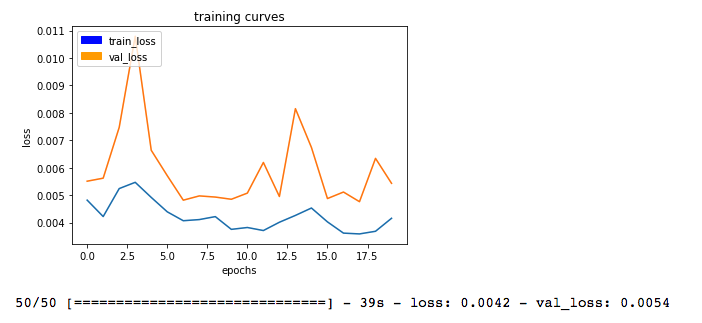 training curves
0.011
0.010
0.009
0.008
0.007
0.006
0.005
0.004
loss
train_loss
val_loss
0.0 2.5 5.0 7.5 10.0 12.5 15.0 17.5
epochs
50/50 [==============================] - 39s - loss: 0.0042 - val_loss: 0.0054